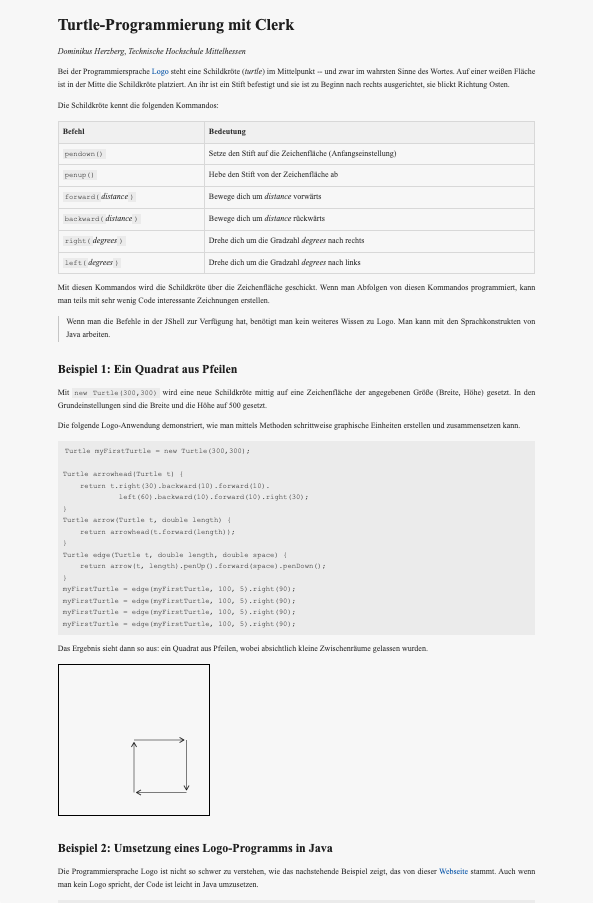 Turtle-Programmierung mit Clerk
Dominikus Herzberg, Technische Hochschule Mittelhessen
Bei der Programmiersprache Logo steht eine Schildkröte (turtle) im Mittelpunkt – und zwar im wahrsten Sinne des Wortes. Auf einer weißen Fläche
ist in der Mitte die Schildkröte platziert. An ihr ist ein Stift befestigt und sie ist zu Beginn nach rechts ausgerichtet, sie blickt Richtung Osten.
Die Schildkröte kennt die folgenden Kommandos:
Befehl Bedeutung
pendown() Setze den Stift auf die Zeichenfläche (Anfangseinstellung)
penup() Hebe den Stift von der Zeichenfläche ab
forward( distance ) Bewege dich um distance vorwärts
backward( distance ) Bewege dich um distance rückwärts
right( degrees ) Drehe dich um die Gradzahl degrees nach rechts
left( degrees ) Drehe dich um die Gradzahl degrees nach links
Mit diesen Kommandos wird die Schildkröte über die Zeichenfläche geschickt. Wenn man Abfolgen von diesen Kommandos programmiert, kann
man teils mit sehr wenig Code interessante Zeichnungen erstellen.
Wenn man die Befehle in der JShell zur Verfügung hat, benötigt man kein weiteres Wissen zu Logo. Man kann mit den Sprachkonstrukten von
Java arbeiten.
Beispiel 1: Ein Quadrat aus Pfeilen
Mit new Turtle(300,300) wird eine neue Schildkröte mittig auf eine Zeichenfläche der angegebenen Größe (Breite, Höhe) gesetzt. In den
Grundeinstellungen sind die Breite und die Höhe auf 500 gesetzt.
Die folgende Logo-Anwendung demonstriert, wie man mittels Methoden schrittweise graphische Einheiten erstellen und zusammensetzen kann.
Turtle myFirstTurtle = new Turtle(300,300);
Turtle arrowhead(Turtle t) {
return t.right(30).backward(10).forward(10).
left(60).backward(10).forward(10).right(30);
}
Turtle arrow(Turtle t, double length) {
return arrowhead(t.forward(length));
}
Turtle edge(Turtle t, double length, double space) {
return arrow(t, length).penUp().forward(space).penDown();
}
myFirstTurtle = edge(myFirstTurtle, 100, 5).right(90);
myFirstTurtle = edge(myFirstTurtle, 100, 5).right(90);
myFirstTurtle = edge(myFirstTurtle, 100, 5).right(90);
myFirstTurtle = edge(myFirstTurtle, 100, 5).right(90);
Das Ergebnis sieht dann so aus: ein Quadrat aus Pfeilen, wobei absichtlich kleine Zwischenräume gelassen wurden.
Beispiel 2: Umsetzung eines Logo-Programms in Java
Die Programmiersprache Logo ist nicht so schwer zu verstehen, wie das nachstehende Beispiel zeigt, das von dieser Webseite stammt. Auch wenn
man kein Logo spricht, der Code ist leicht in Java umzusetzen.